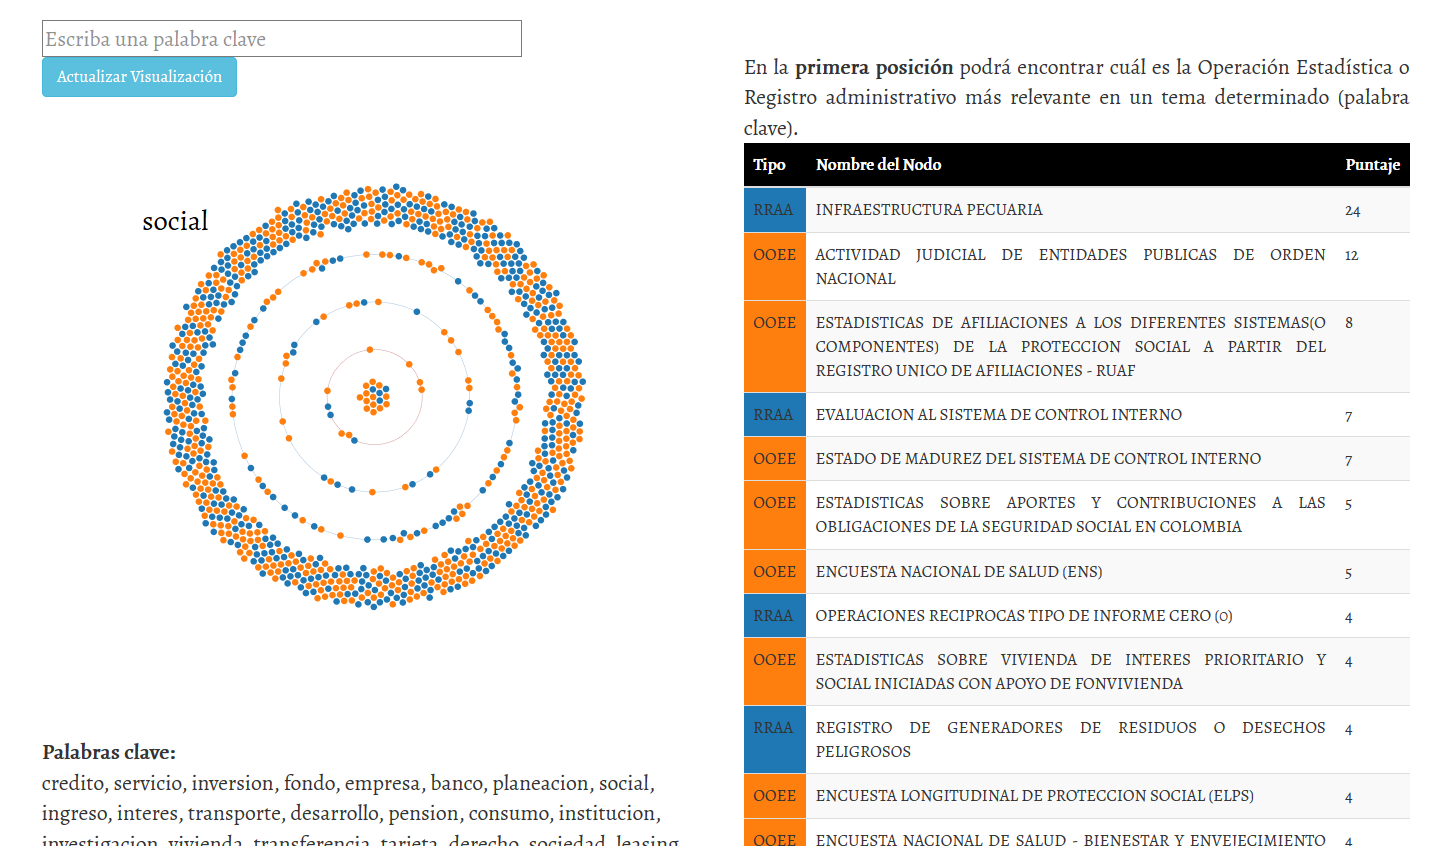 Escriba una palabra clave
Actualizar Visualización
social
Palabras clave:
credito, servicio, inversion, fondo, empresa, banco, planeacion, social,
ingreso, interes, transporte, desarrollo, pension, consumo, institucion,
investigacion, vivienda, transferencia, tarjeta, derecho, sociedad, leasing
En la primera posición podrá encontrar cuál es la Operación Estadística o
Registro administrativo más relevante en un tema determinado (palabra
clave).
Tipo Nombre del Nodo Puntaje
RRAA INFRAESTRUCTURA PECUARIA 24
OOEE ACTIVIDAD JUDICIAL DE ENTIDADES PUBLICAS DE ORDEN 12
NACIONAL
OOEE ESTADISTICAS DE AFILIACIONES A LOS DIFERENTES SISTEMAS(O 8
COMPONENTES) DE LA PROTECCION SOCIAL A PARTIR DEL
REGISTRO UNICO DE AFILIACIONES - RUAF
RRAA EVALUACION AL SISTEMA DE CONTROL INTERNO 7
OOEE ESTADO DE MADUREZ DEL SISTEMA DE CONTROL INTERNO 7
OOEE ESTADISTICAS SOBRE APORTES Y CONTRIBUCIONES A LAS 5
OBLIGACIONES DE LA SEGURIDAD SOCIAL EN COLOMBIA
OOEE ENCUESTA NACIONAL DE SALUD (ENS) 5
RRAA OPERACIONES RECIPROCAS TIPO DE INFORME CERO (0) 4
OOEE ESTADISTICAS SOBRE VIVIENDA DE INTERES PRIORITARIO Y 4
SOCIAL INICIADAS CON APOYO DE FONVIVIENDA
RRAA REGISTRO DE GENERADORES DE RESIDUOS O DESECHOS 4
PELIGROSOS
OOEE ENCUESTA LONGITUDINAL DE PROTECCION SOCIAL (ELPS) 4
OOEE ENCUESTA NACIONAL DE SALUD - BIENESTAR Y ENVEJECIMIENTO 4